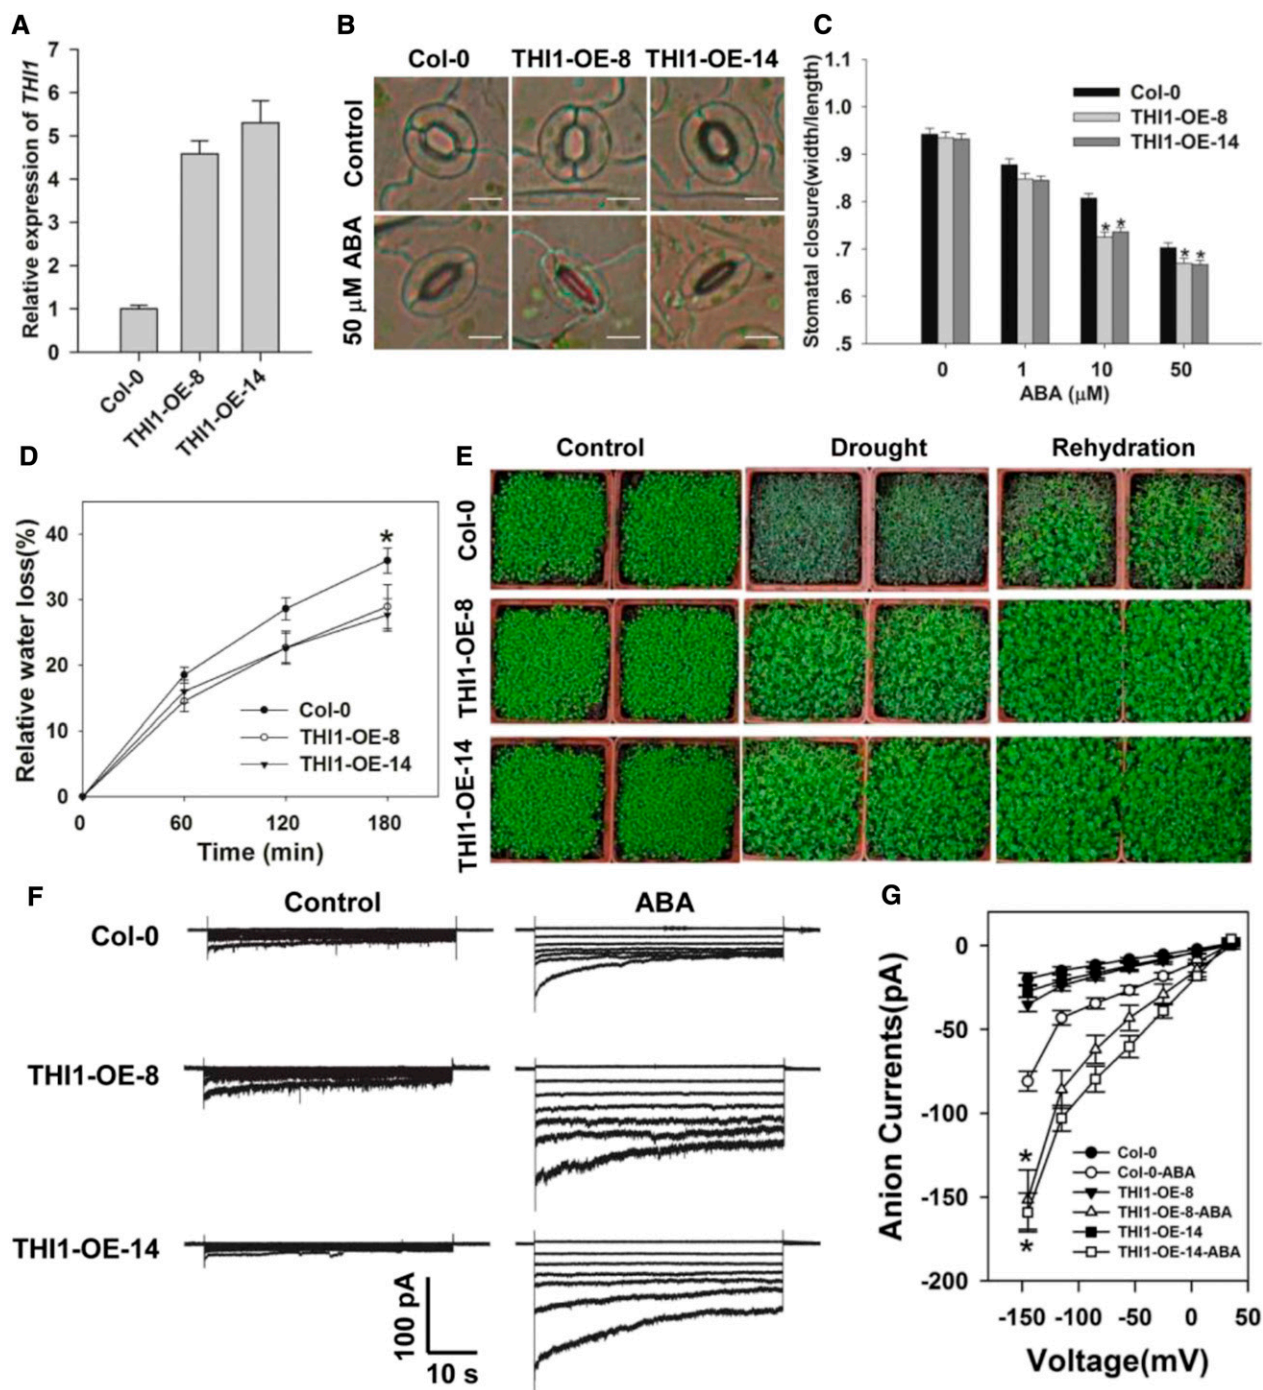 A
Relative expression of THI1
7
6
5
4
3
2
1
0
Col-0
THI1-OE-8
THI1-OE-14
B
Col-0 THI1-OE-8 THI1-OE-14
Control
50 µM ABA
C
Stomatal closure(width/length)
1.1
1.0
.9
.8
.7
.6
.5
Col-0
THI1-OE-8
THI1-OE-14
* *
* *
0 1 10 50
ABA (µM)
D
Relative water loss(%)
40
30
20
10
0
*
Col-0
THI1-OE-8
THI1-OE-14
0 60 120 180
Time (min)
E
Control Drought Rehydration
Col-0
THI1-OE-8
THI1-OE-14
F
Control ABA
Col-0
THI1-OE-8
THI1-OE-14
100 pA
10 s
G
Anion Currents(pA)
0
-50
-100
-150
-200
*
*
Col-0
Col-0-ABA
THI1-OE-8
THI1-OE-8-ABA
THI1-OE-14
THI1-OE-14-ABA
-150 -100 -50 0 50
Voltage(mV)